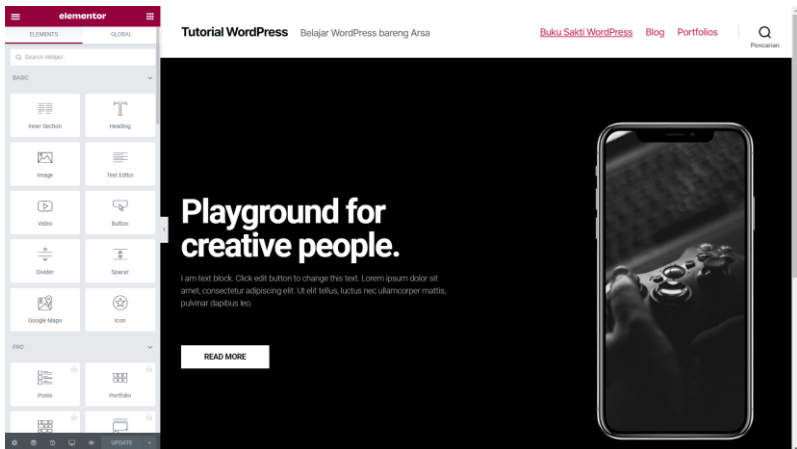 elementor
ELEMENTS GLOBAL
Search Widget...
BASIC
Inner Section Heading
Image Text Editor
Video Button
Divider Spacer
Google Maps Icon
PRO
Posts Portfolio
UPDATE
Tutorial WordPress Belajar WordPress bareng Arsa
Buku Sakti WordPress Blog Portfolios
Pencarian
Playground for
creative people.
I am text block. Click edit button to change this text. Lorem ipsum dolor sit
amet, consectetur adipiscing elit. Ut elit tellus, luctus nec ullamcorper mattis,
pulvinar dapibus leo.
READ MORE